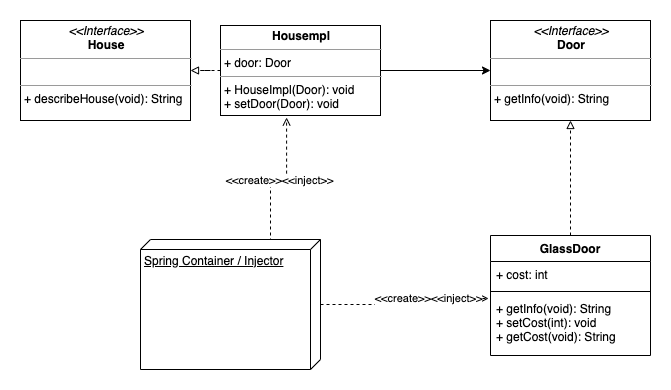 <<Interface>>
House
+ describeHouse(void): String
Housempl
+ door: Door
+ HouseImpl(Door): void
+ setDoor(Door): void
<<Interface>>
Door
+ getInfo(void): String
<<create>><<inject>>
Spring Container / Injector
<<create>><<inject>>
GlassDoor
+ cost: int
+ getInfo(void): String
+ setCost(int): void
+ getCost(void): String